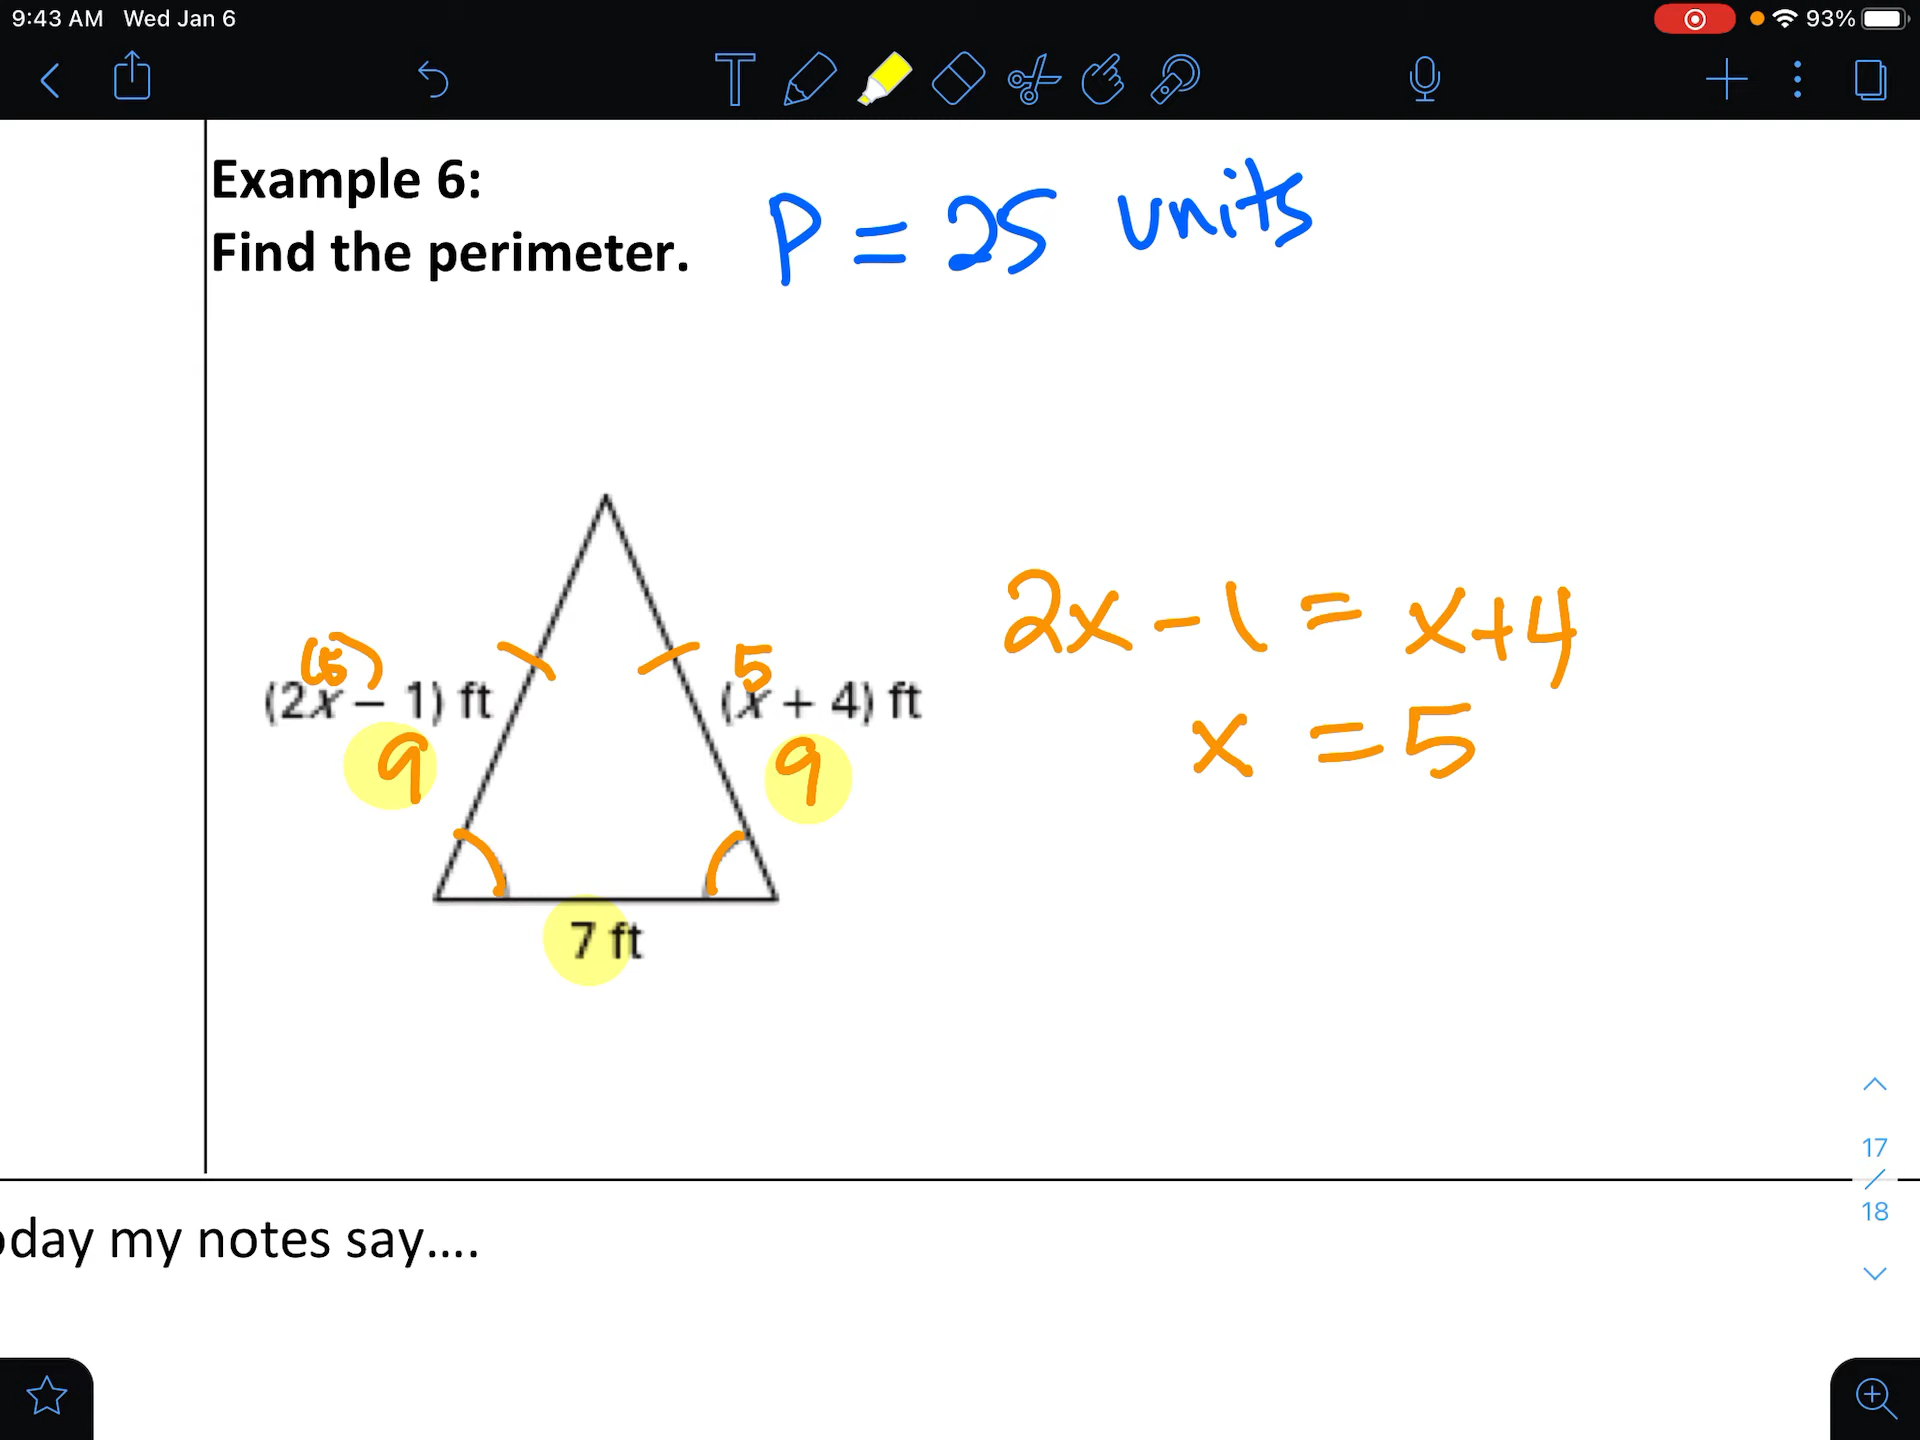 9:43 AM Wed Jan 6
93%
T
Example 6:
Find the perimeter.
P = 25 units
2x - 1 = x+4
x = 5
(5)
5
(2x - 1) ft
(x + 4) ft
9
9
7 ft
17
/
18
oday my notes say....